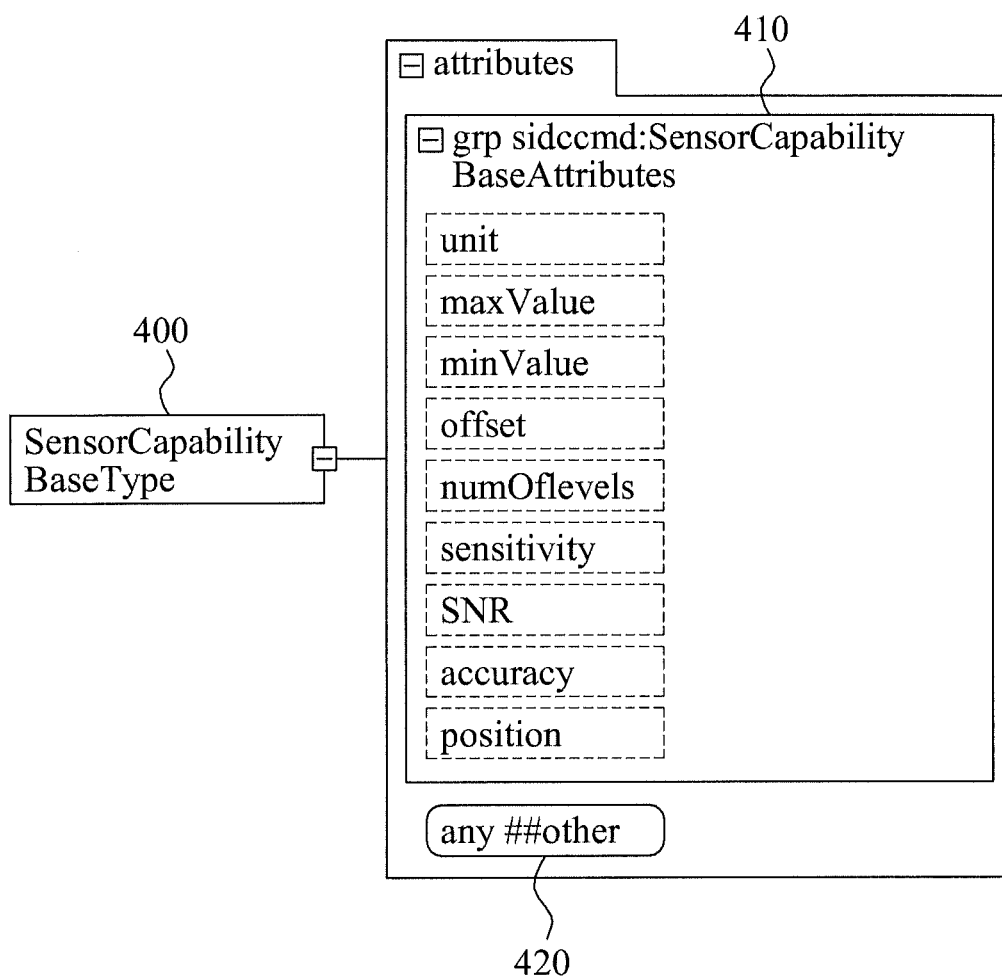 410
attributes
grp sidccmd:SensorCapability
BaseAttributes
unit
maxValue
minValue
offset
numOflevels
sensitivity
SNR
accuracy
position
400
SensorCapability
BaseType
any ##other
420